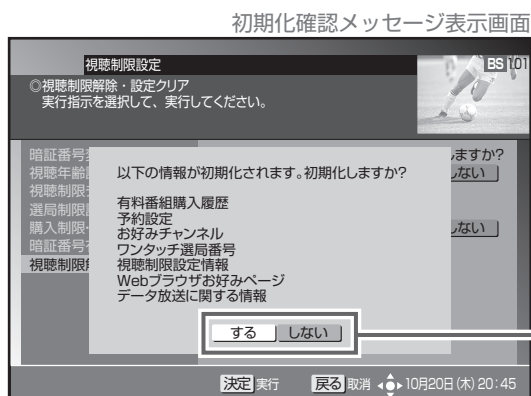 初期化確認メッセージ表示画面
視聴制限設定
BS 101
◎視聴制限解除・設定クリア
実行指示を選択して、実行してください。
暗証番号
ますか?
視聴年齢
しない
視聴制限
選局制限
購入制限・
しない
暗証番号
視聴制限
以下の情報が初期化されます。初期化しますか?
有料番組購入履歴
予約設定
お好みチャンネル
ワンタッチ選局番号
視聴制限設定情報
Webブラウザお好みページ
データ放送に関する情報
する しない
決定 実行 戻る 取消 10月20日(木) 20:45